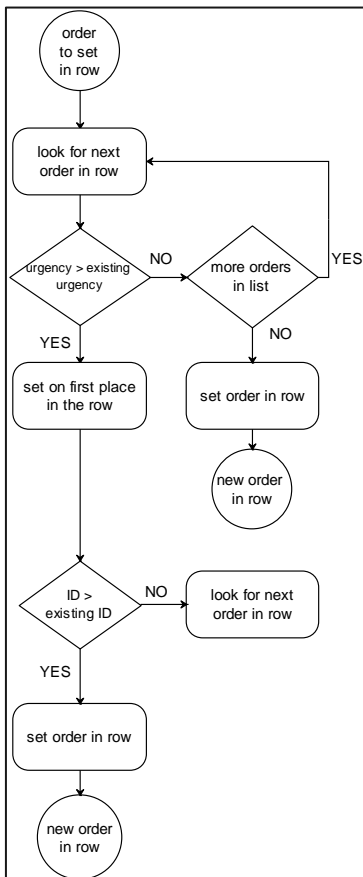 order
to set
in row
look for next
order in row
urgency > existing
urgency
NO
more orders
in list
YES
YES
NO
set on first place
in the row
set order in row
new order
in row
ID >
existing ID
NO
look for next
order in row
YES
set order in row
new order
in row